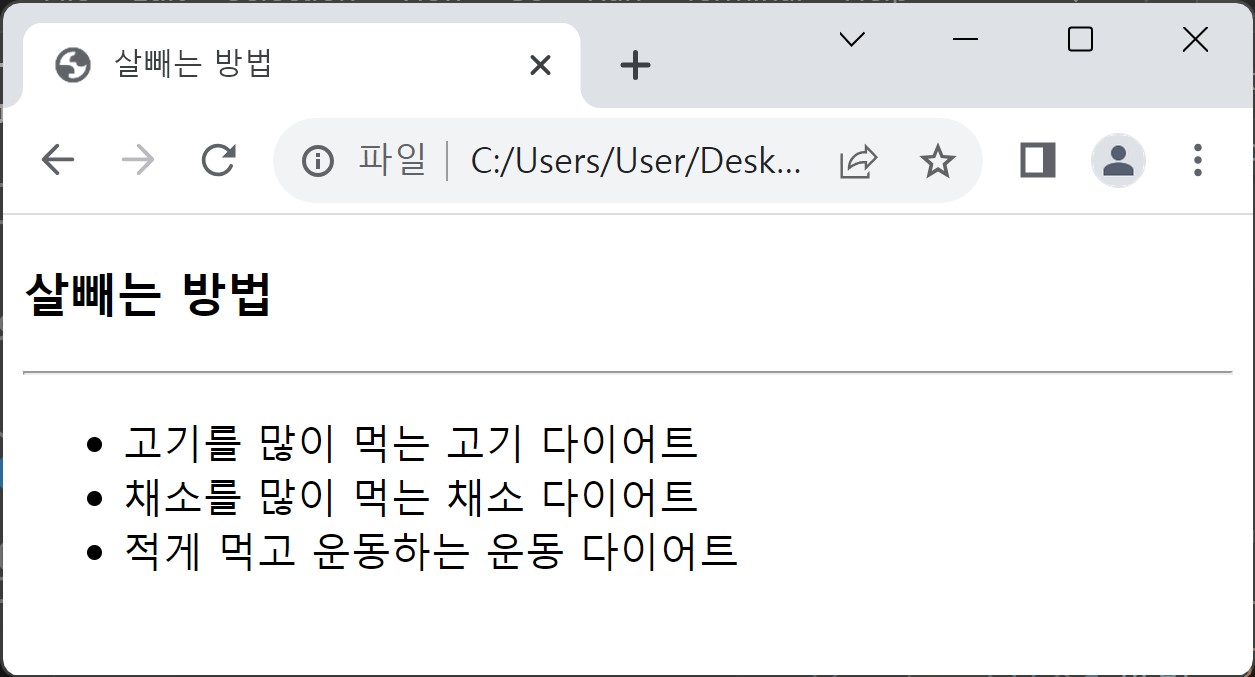 살빼는 방법
파일 | C:/Users/User/Desk...
살빼는 방법
고기를 많이 먹는 고기 다이어트
채소를 많이 먹는 채소 다이어트
적게 먹고 운동하는 운동 다이어트